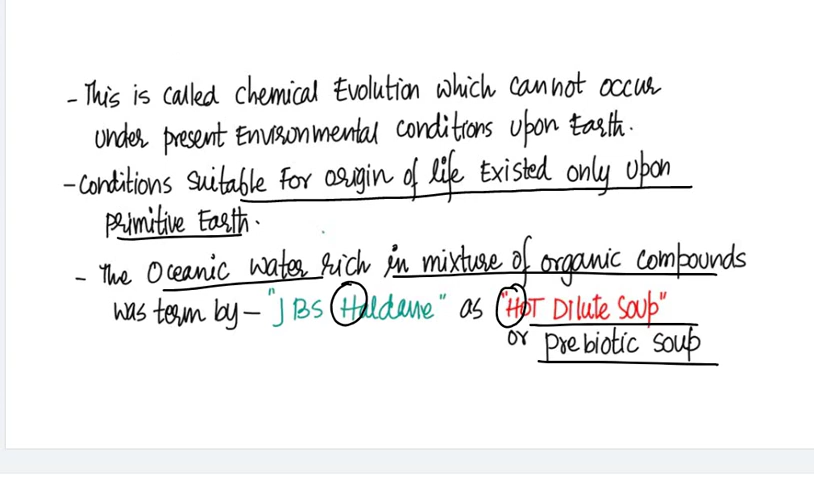 - This is called chemical Evolution which cannot occur
under present Environmental conditions upon Earth.
- Conditions suitable for origin of life Existed only upon
primitive Earth.
- The Oceanic water rich in mixture of organic compounds
was term by - "J BS Haldane" as "HOT Dilute Soup"
or Prebiotic soup